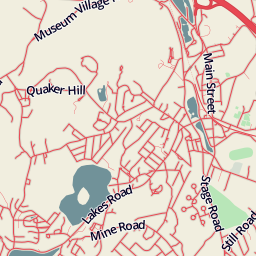 Museum Village
Main Street
Quaker Hill
Stage Road
Lakes Road
Still Road
Mine Road